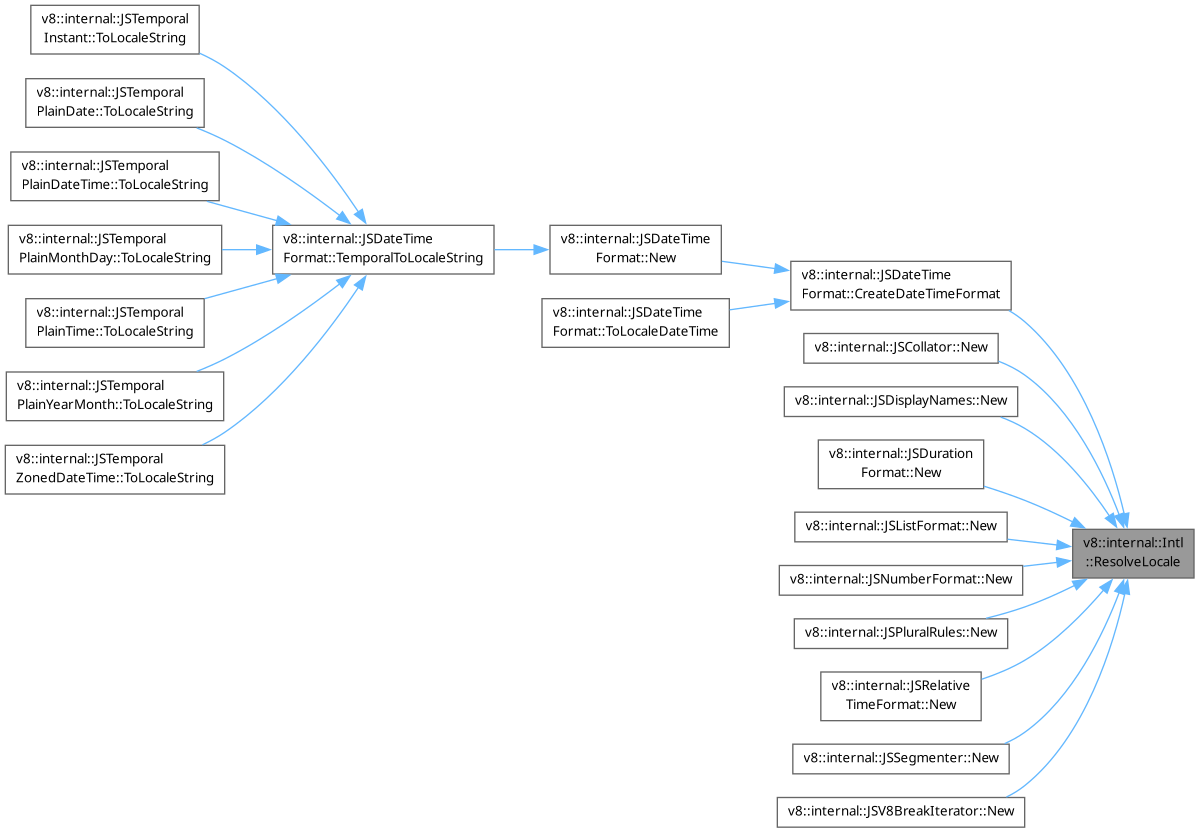 v8::internal::JSTemporal
Instant::ToLocaleString
v8::internal::JSTemporal
PlainDate::ToLocaleString
v8::internal::JSTemporal
PlainDateTime::ToLocaleString
v8::internal::JSTemporal
PlainMonthDay::ToLocaleString
v8::internal::JSTemporal
PlainTime::ToLocaleString
v8::internal::JSTemporal
PlainYearMonth::ToLocaleString
v8::internal::JSTemporal
ZonedDateTime::ToLocaleString
v8::internal::JSDateTime
Format::TemporalToLocaleString
v8::internal::JSDateTime
Format::New
v8::internal::JSDateTime
Format::ToLocaleDateTime
v8::internal::JSDateTime
Format::CreateDateTimeFormat
v8::internal::JSCollator::New
v8::internal::JSDisplayNames::New
v8::internal::JSDuration
Format::New
v8::internal::JSListFormat::New
v8::internal::JSNumberFormat::New
v8::internal::JSPluralRules::New
v8::internal::JSRelative
TimeFormat::New
v8::internal::JSSegmenter::New
v8::internal::JSV8BreakIterator::New
v8::internal::Intl
::ResolveLocale